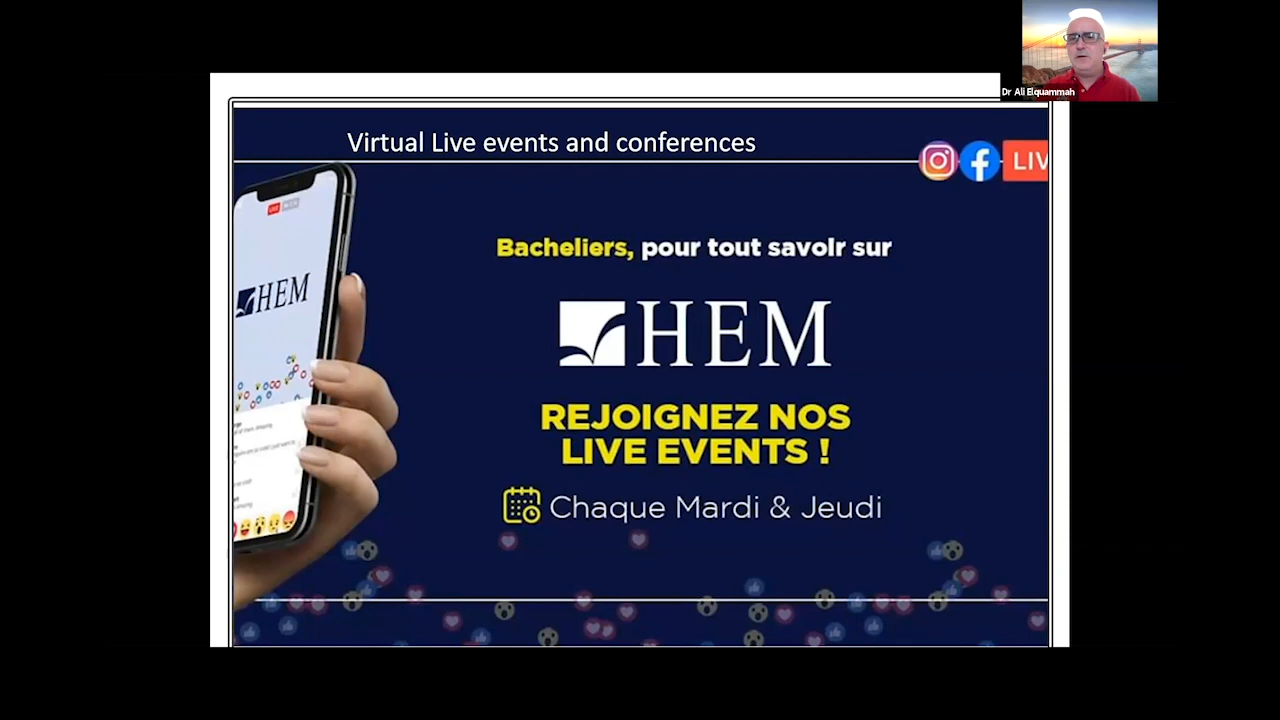 Dr Ali Elquammah
Virtual Live events and conferences
LIV
LIVE
HEM
Bacheliers, pour tout savoir sur
HEM
REJOIGNEZ NOS
LIVE EVENTS !
Chaque Mardi & Jeudi